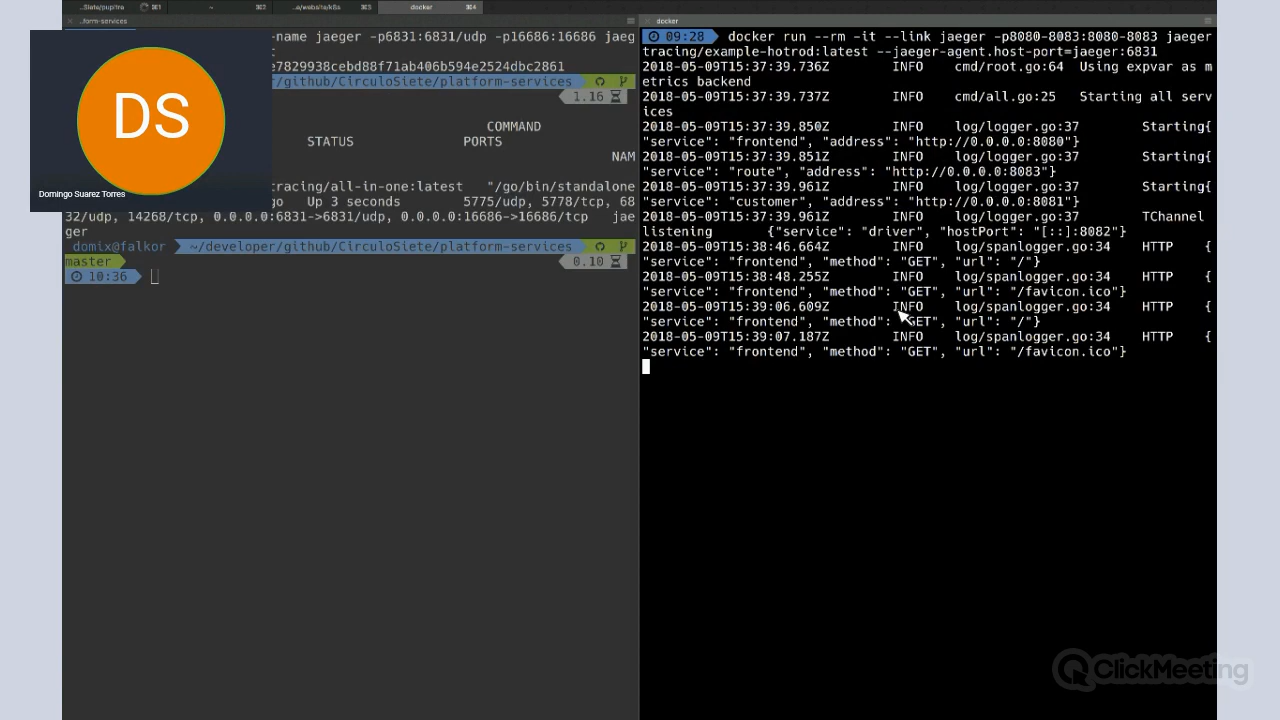 ...Siete/pupitre ⌘1 ~ ⌘3 ...e/website/k8s ⌘5 docker ⌘4
..form-services
-name jaeger -p6831:6831/udp -p16686:16686 jaeg
e7829938cebd88f71ab406b594e2524dbc2861
/github/CirculoSiete/platform-services
1.16
COMMAND
STATUS PORTS
NAM
racing/all-in-one:latest "/go/bin/standalone
go Up 3 seconds 5775/udp, 5778/tcp, 68
32/udp, 14268/tcp, 0.0.0.0:6831->6831/udp, 0.0.0.0:16686->16686/tcp jae
ger
domix@falkor ~/developer/github/CirculoSiete/platform-services
master 0.10
10:36
DS
Domingo Suarez Torres
docker
09:28 docker run --rm -it --link jaeger -p8080-8083:8080-8083 jaeger
tracing/example-hotrod:latest --jaeger-agent.host-port=jaeger:6831
2018-05-09T15:37:39.736Z INFO cmd/root.go:64 Using expvar as m
etrics backend
2018-05-09T15:37:39.737Z INFO cmd/all.go:25 Starting all serv
ices
2018-05-09T15:37:39.850Z INFO log/logger.go:37 Starting{
"service": "frontend", "address": "http://0.0.0.0:8080"}
2018-05-09T15:37:39.851Z INFO log/logger.go:37 Starting{
"service": "route", "address": "http://0.0.0.0:8083"}
2018-05-09T15:37:39.961Z INFO log/logger.go:37 Starting{
"service": "customer", "address": "http://0.0.0.0:8081"}
2018-05-09T15:37:39.961Z INFO log/logger.go:37 TChannel
listening {"service": "driver", "hostPort": "[::]:8082"}
2018-05-09T15:38:46.664Z INFO log/spanlogger.go:34 HTTP {
"service": "frontend", "method": "GET", "url": "/"}
2018-05-09T15:38:48.255Z INFO log/spanlogger.go:34 HTTP {
"service": "frontend", "method": "GET", "url": "/favicon.ico"}
2018-05-09T15:39:06.609Z INFO log/spanlogger.go:34 HTTP {
"service": "frontend", "method": "GET", "url": "/"}
2018-05-09T15:39:07.187Z INFO log/spanlogger.go:34 HTTP {
"service": "frontend", "method": "GET", "url": "/favicon.ico"}
ClickMeeting